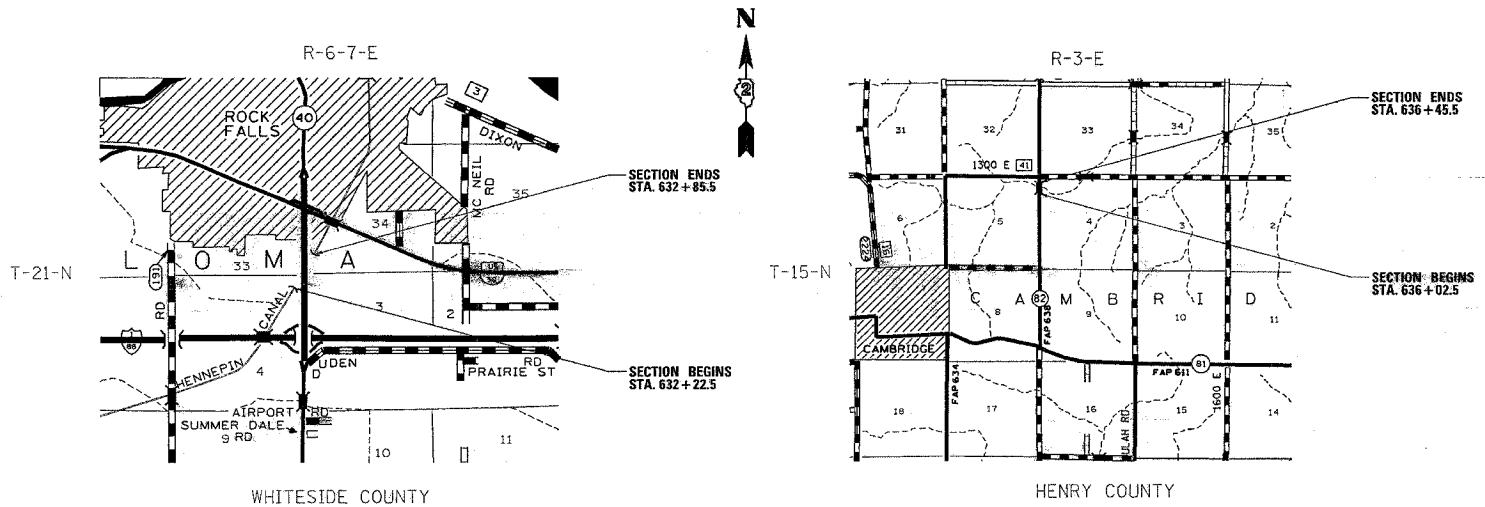 N
2
R-6-7-E
ROCK
FALLS
40
3
DIXON
MC NEIL
RD
35
34
SECTION ENDS
STA. 632+85.5
T-21-N
L O M A
33
191
RD
CANAL
3
2
88
HENNEPIN
4
UDEN
RD
PRAIRIE ST
D
SECTION BEGINS
STA. 632+22.5
AIRPORT
RD
SUMMER DALE
9 RD.
10
11
WHITESIDE COUNTY
R-3-E
31
32
33
34
35
1300 E
41
SECTION ENDS
STA. 636+45.5
6
5
4
3
2
T-15-N
SECTION BEGINS
STA. 636+02.5
C A M B R I D
8
82
9
10
11
FAP 638
CAMBRIDGE
FAP 611
81
FAP 634
1600 E
18
17
16
ULAH RD
15
14
HENRY COUNTY